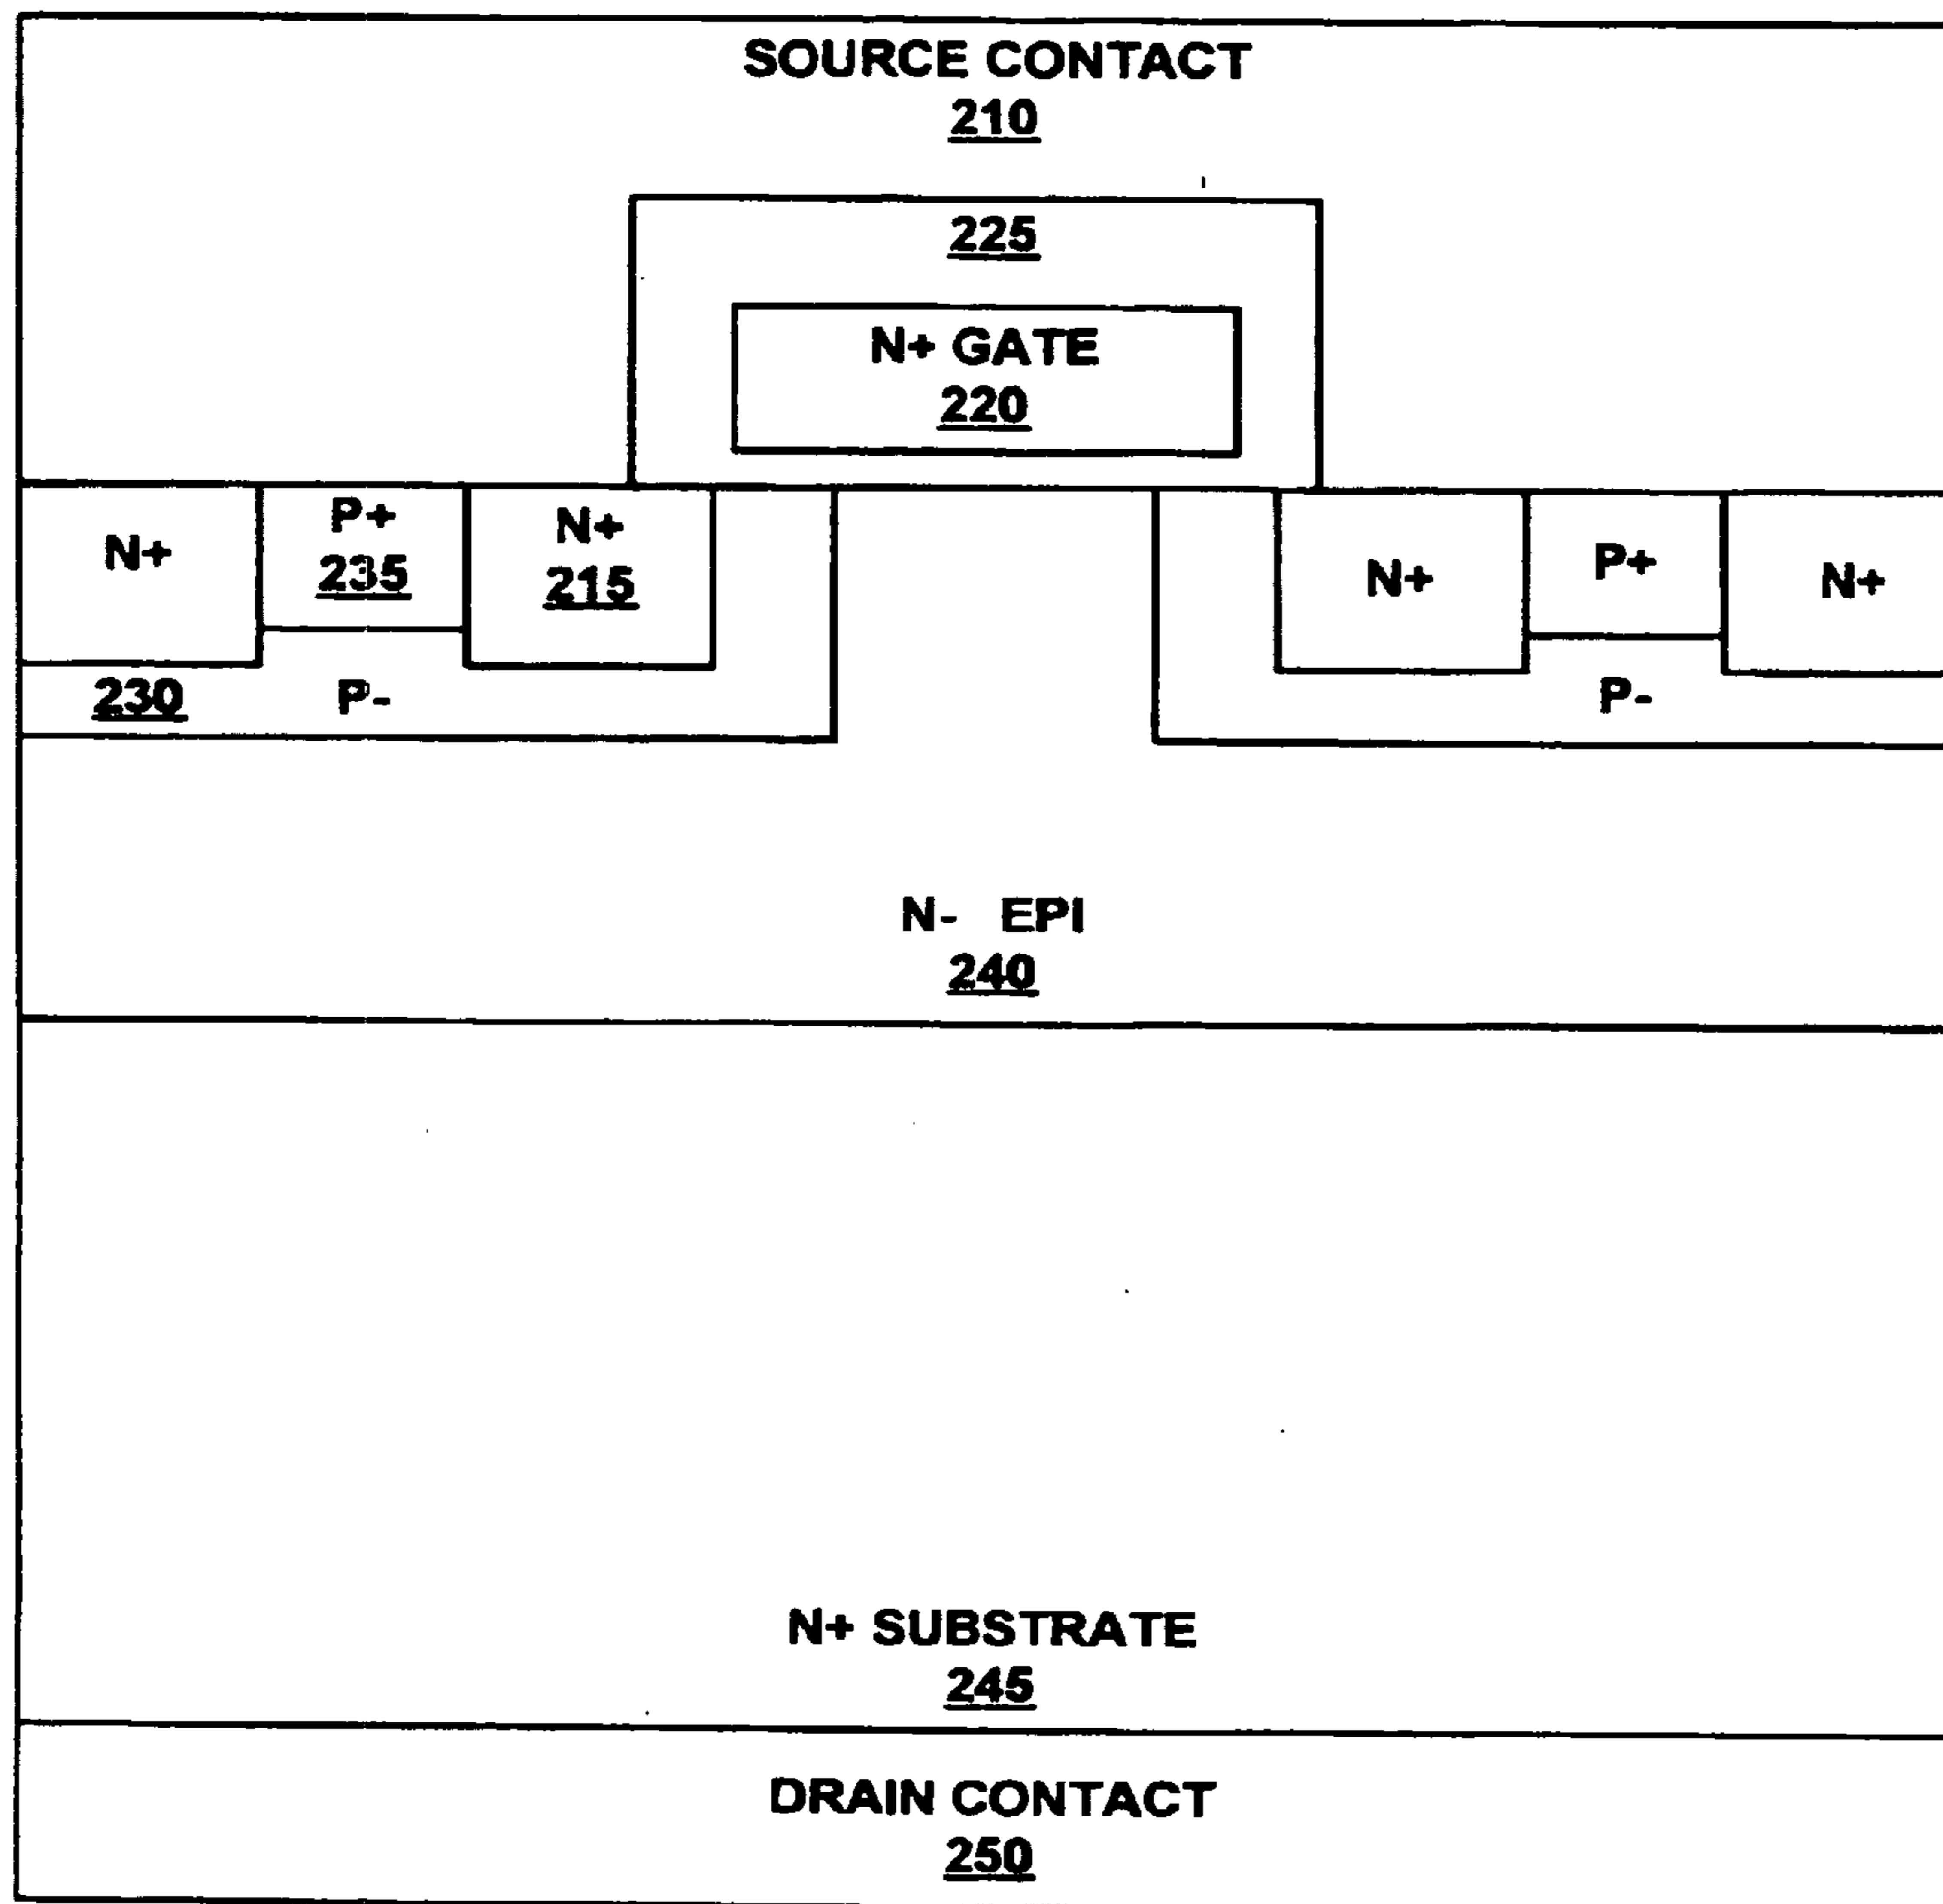 SOURCE CONTACT
210
225
N+ GATE
220
N+
P+
235
N+
215
N+
P+
N+
230
P-
P-
N- EPI
240
N+ SUBSTRATE
245
DRAIN CONTACT
250